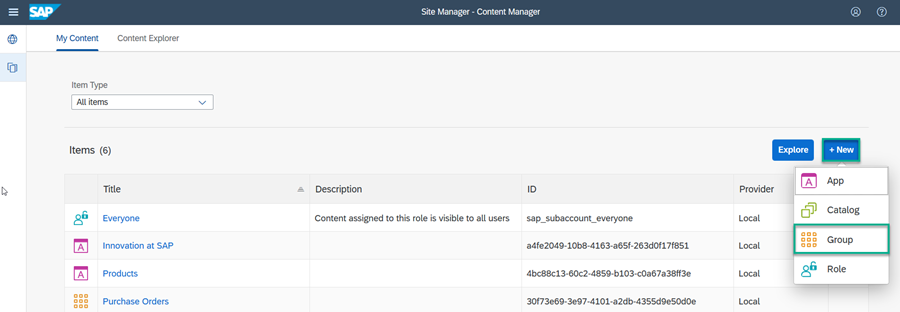 SAP Site Manager - Content Manager
My Content Content Explorer
Item Type
All items
Items (6) Explore + New
Title Description ID Provider
App
Catalog
Group
Role
Everyone Content assigned to this role is visible to all users sap_subaccount_everyone Local
Innovation at SAP a4fe2049-10b8-4163-a65f-263d0f17f851 Local
Products 4bc88c13-60c2-4859-b103-c0a67a38ff3e Local
Purchase Orders 30f73e69-3e97-4101-a2db-4355d9e50d0e Local